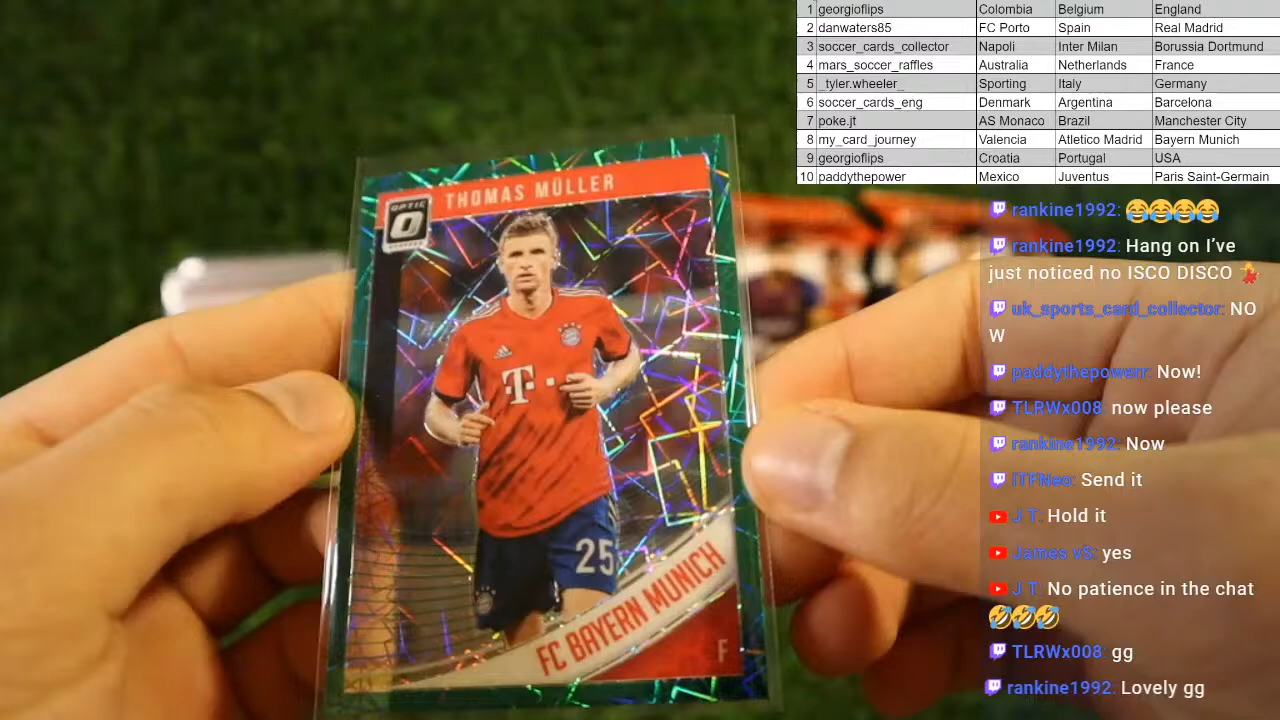 1 georgioflips Colombia Belgium England
2 danwaters85 FC Porto Spain Real Madrid
3 soccer_cards_collector Napoli Inter Milan Borussia Dortmund
4 mars_soccer_raffles Australia Netherlands France
5 _tyler.wheeler_ Sporting Italy Germany
6 soccer_cards_eng Denmark Argentina Barcelona
7 poke.jt AS Monaco Brazil Manchester City
8 my_card_journey Valencia Atletico Madrid Bayern Munich
9 georgioflips Croatia Portugal USA
10 paddythepower Mexico Juventus Paris Saint-Germain
THOMAS MÜLLER
OPTIC
O
adidas
T
25
FC BAYERN MUNICH
F
rankine1992: 😂😂😂😂
rankine1992: Hang on I’ve
just noticed no ISCO DISCO 💃
uk_sports_card_collector: NO
W
paddythepowerr: Now!
TLRWx008: now please
rankine1992: Now
iTFNeo: Send it
J T: Hold it
James vS: yes
J T: No patience in the chat
🤣🤣🤣
TLRWx008: gg
rankine1992: Lovely gg